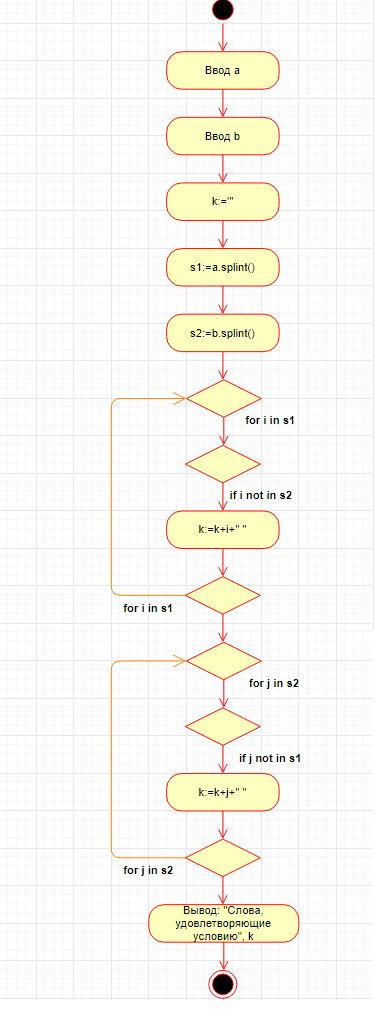 Ввод a
Ввод b
k:=""
s1:=a.splint()
s2:=b.splint()
for i in s1
if i not in s2
k:=k+i+" "
for i in s1
for j in s2
if j not in s1
k:=k+j+" "
for j in s2
Вывод: "Слова,
удовлетворяющие
условию", k